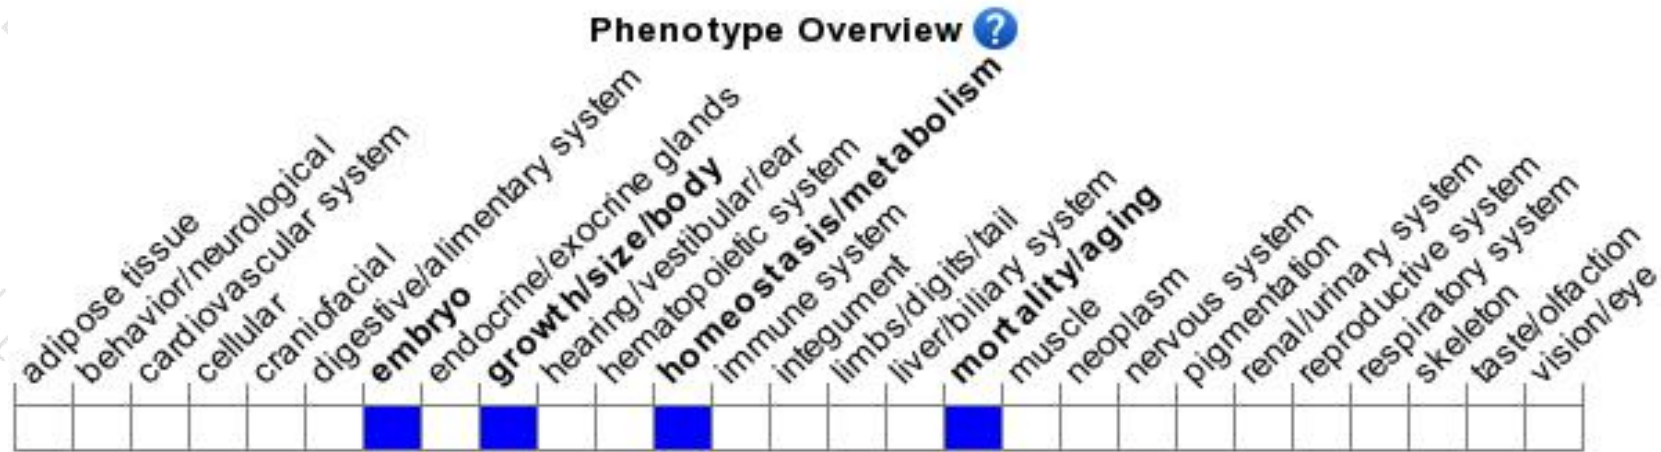 Phenotype Overview ?
adipose tissue
behavior/neurological
cardiovascular system
cellular
craniofacial
digestive/alimentary system
embryo
endocrine/exocrine glands
growth/size/body
hearing/vestibular/ear
hematopoietic system
homeostasis/metabolism
immune system
integument
limbs/digits/tail
liver/biliary system
mortality/aging
muscle
neoplasm
nervous system
pigmentation
renal/urinary system
reproductive system
respiratory system
skeleton
taste/olfaction
vision/eye